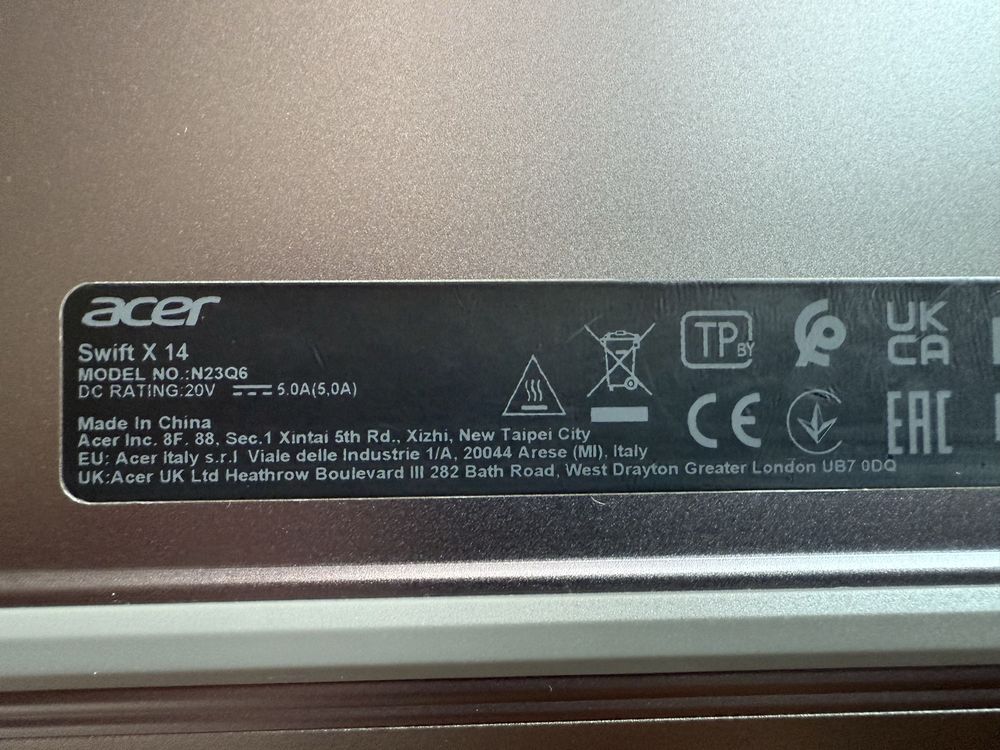 acer
Swift X 14
MODEL NO.:N23Q6
DC RATING:20V 5.0A(5,0A)
Made In China
Acer Inc. 8F. 88, Sec.1 Xintai 5th Rd., Xizhi, New Taipei City
EU: Acer Italy s.r.l Viale delle Industrie 1/A, 20044 Arese (MI), Italy
UK:Acer UK Ltd Heathrow Boulevard III 282 Bath Road, West Drayton Greater London UB7 0DQ
TP BY
UK
CA
CE
EAC